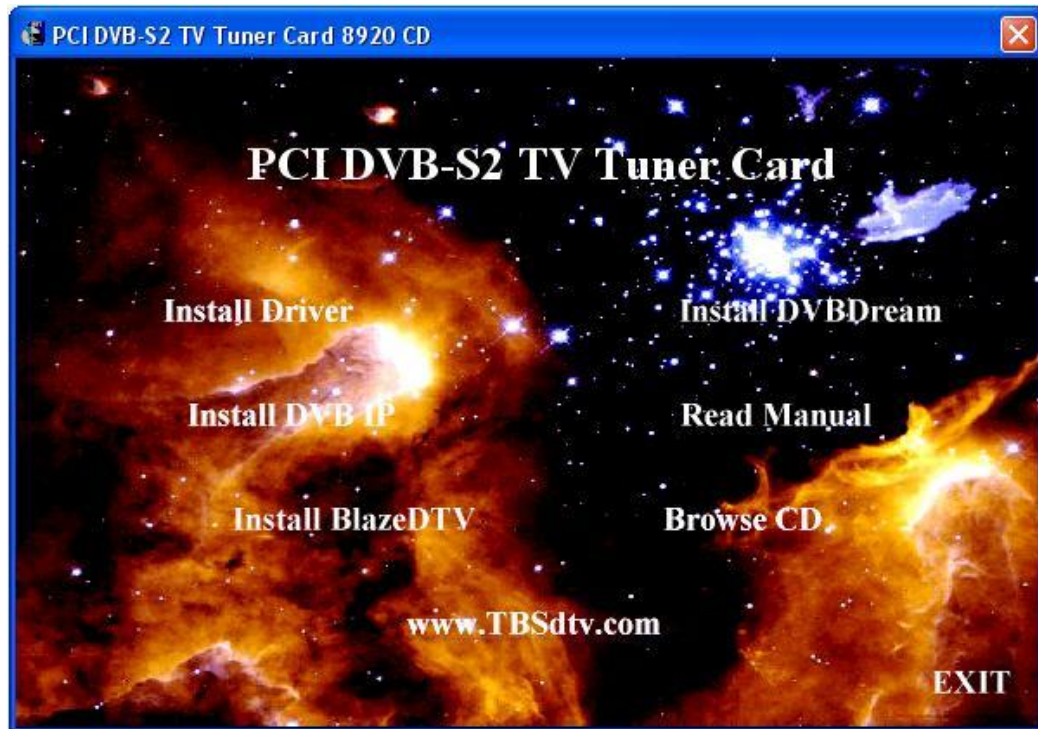 PCI DVB-S2 TV Tuner Card 8920 CD
PCI DVB-S2 TV Tuner Card
Install Driver
Install DVBDream
Install DVB IP
Read Manual
Install BlazeDTV
Browse CD
www.TBSdtv.com
EXIT